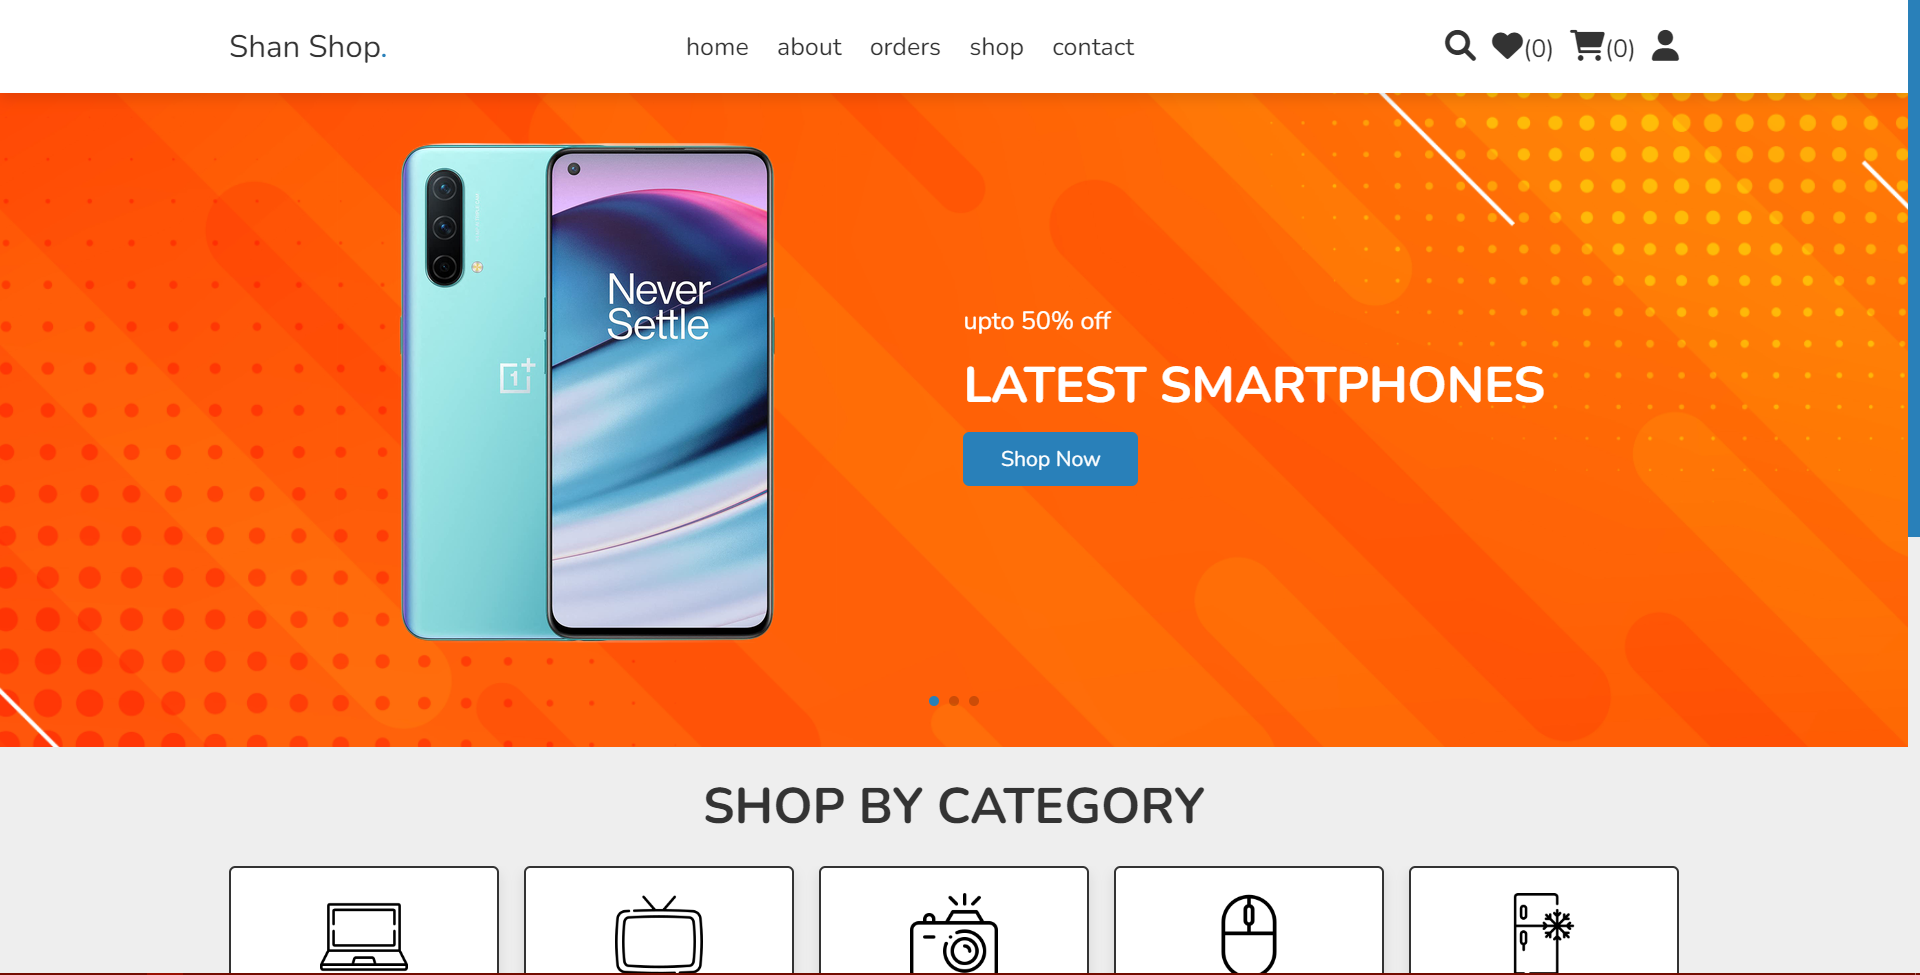 Shan Shop.
home about orders shop contact
(0) (0)
Never
Settle
1+
upto 50% off
LATEST SMARTPHONES
Shop Now
SHOP BY CATEGORY